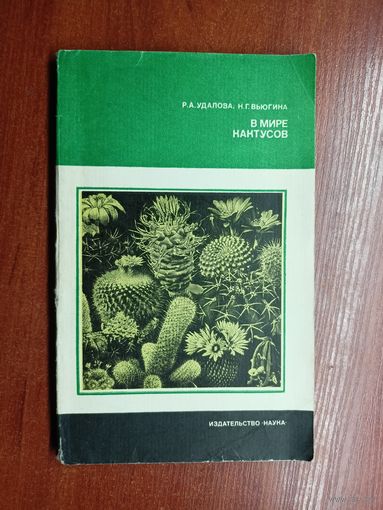 Р.А.УДАЛОВА, Н.Г.ВЬЮГИНА
В МИРЕ
КАКТУСОВ
ИЗДАТЕЛЬСТВО «НАУКА»